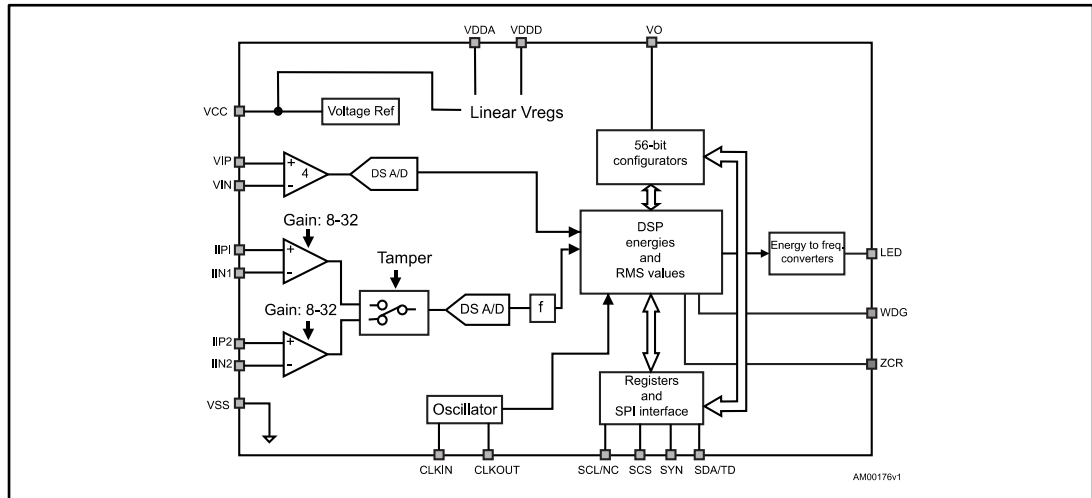 VDDA
VDDD
VO
VCC
Voltage Ref
Linear Vregs
56-bit
configurators
VIP
VIN
+
4
-
DS A/D
Gain: 8-32
IIPI
IIN1
+
-
Tamper
DSP
energies
and
RMS values
Energy to freq.
converters
LED
Gain: 8-32
DS A/D
f
WDG
IIP2
IIN2
+
-
ZCR
VSS
Oscillator
Registers
and
SPI interface
CLKIN
CLKOUT
SCL/NC
SCS
SYN
SDA/TD
AM00176v1